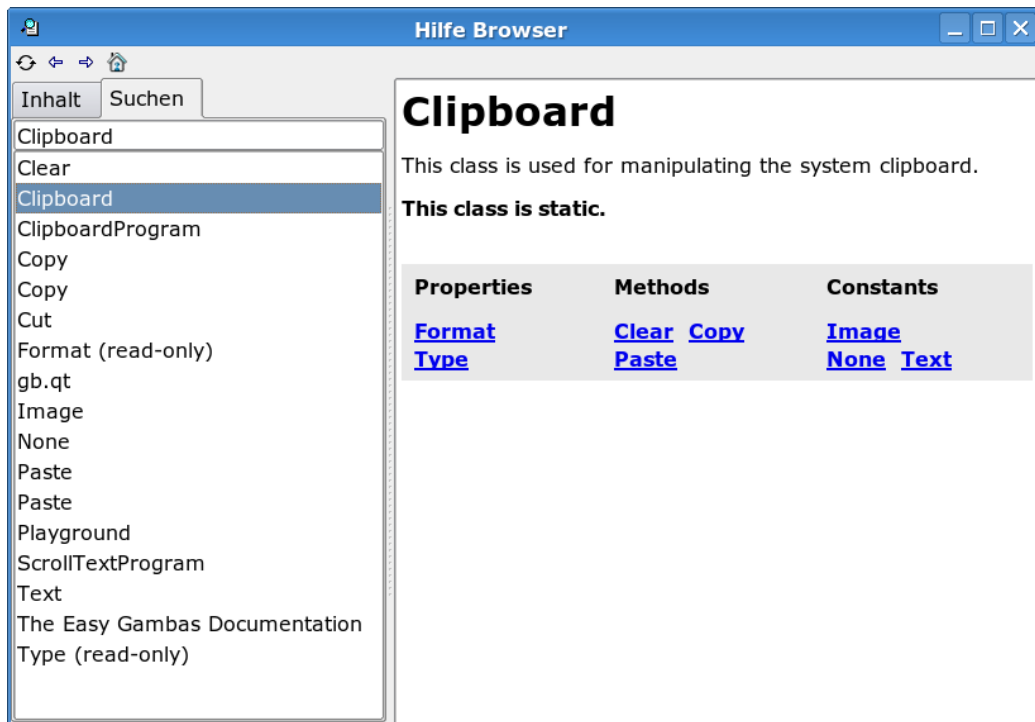 Hilfe Browser
Inhalt
Suchen
Clipboard
Clear
Clipboard
ClipboardProgram
Copy
Copy
Cut
Format (read-only)
gb.qt
Image
None
Paste
Paste
Playground
ScrollTextProgram
Text
The Easy Gambas Documentation
Type (read-only)
Clipboard
This class is used for manipulating the system clipboard.
This class is static.
Properties Methods Constants
Format Clear Copy Image
Type Paste None Text